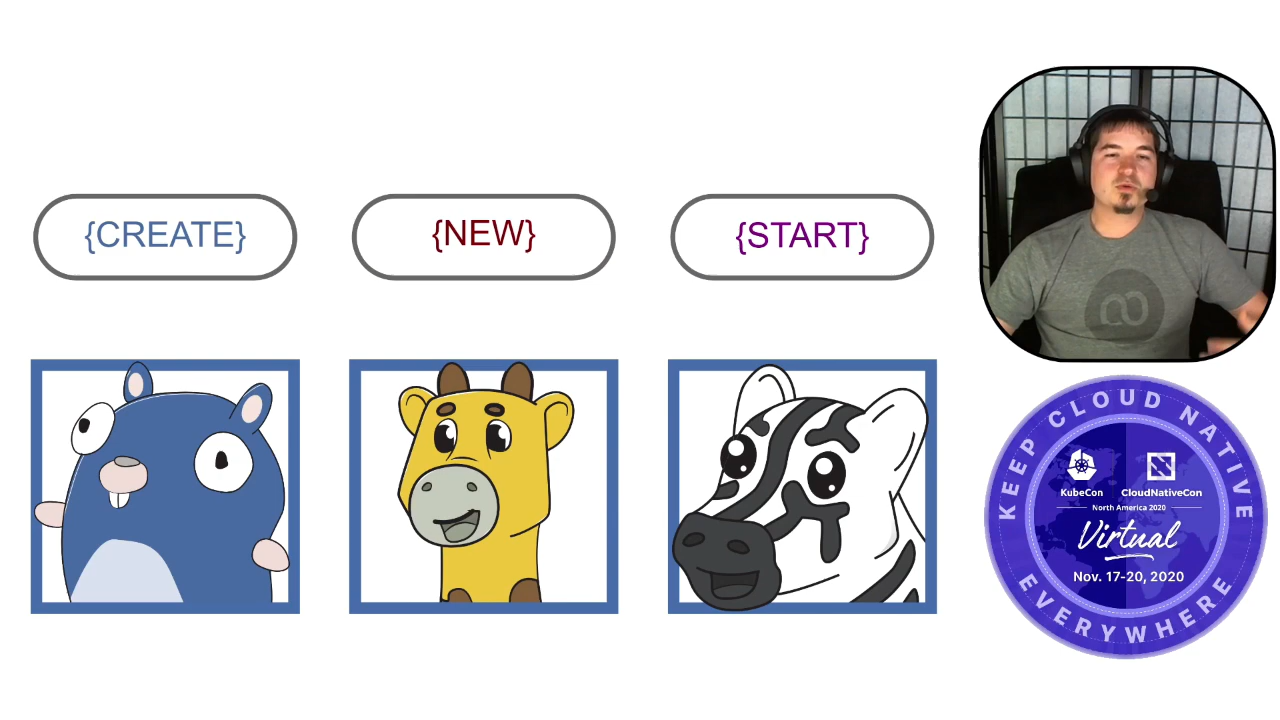 {CREATE}
{NEW}
{START}
KEEP CLOUD NATIVE
KubeCon
CloudNativeCon
North America 2020
Virtual
Nov. 17-20, 2020
EVERYWHERE